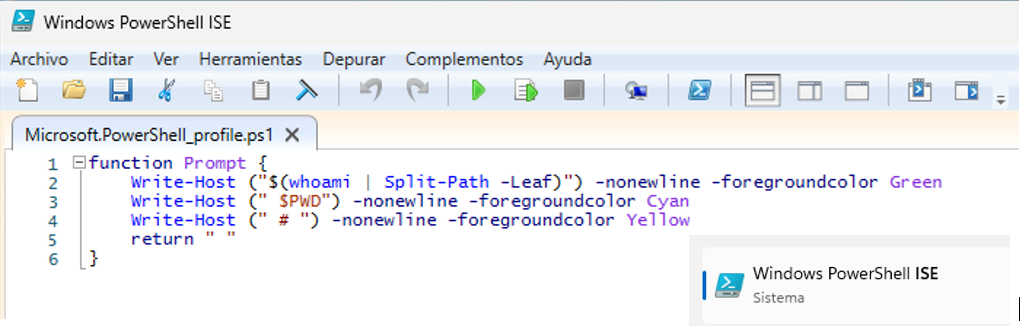 Windows PowerShell ISE
Archivo Editar Ver Herramientas Depurar Complementos Ayuda
Microsoft.PowerShell_profile.ps1 X
1 function Prompt {
2 Write-Host ("$(whoami | Split-Path -Leaf)") -nonewline -foregroundcolor Green
3 Write-Host (" $PWD") -nonewline -foregroundcolor Cyan
4 Write-Host (" # ") -nonewline -foregroundcolor Yellow
5 return " "
6 }
Windows PowerShell ISE
Sistema